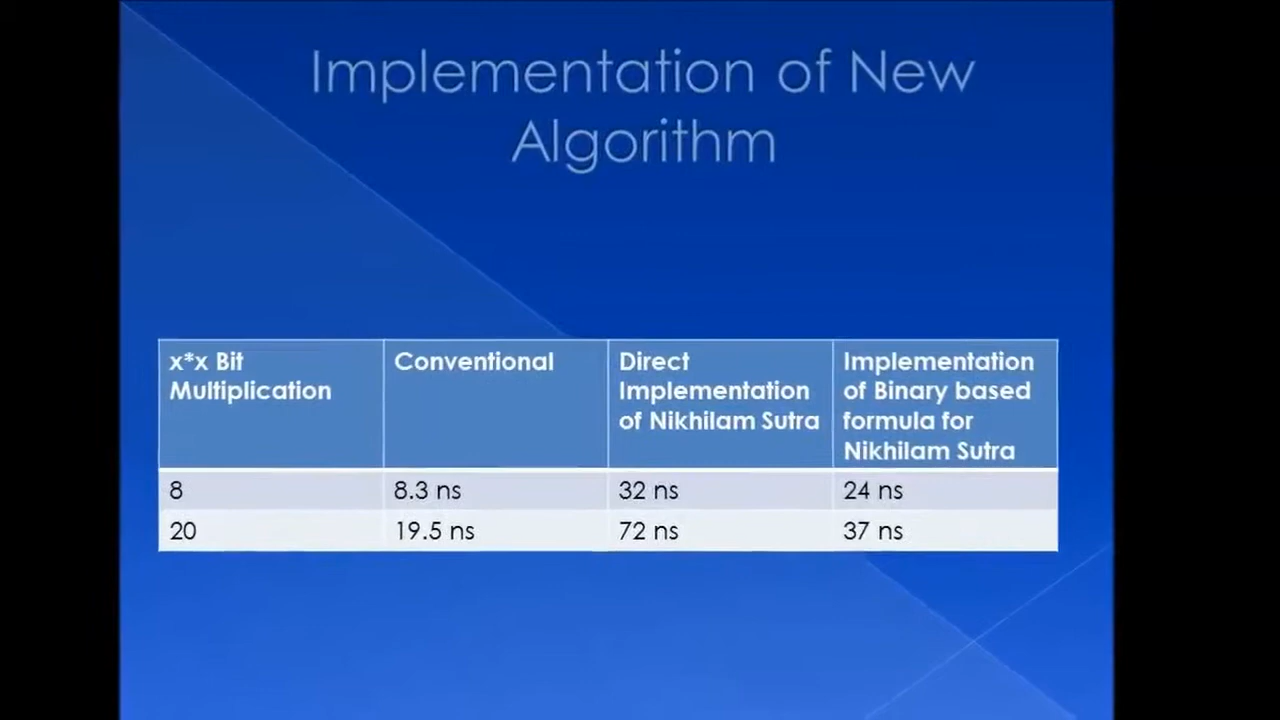 Implementation of New
Algorithm
x*x Bit
Multiplication
Conventional
Direct
Implementation
of Nikhilam Sutra
Implementation
of Binary based
formula for
Nikhilam Sutra
8
8.3 ns
32 ns
24 ns
20
19.5 ns
72 ns
37 ns